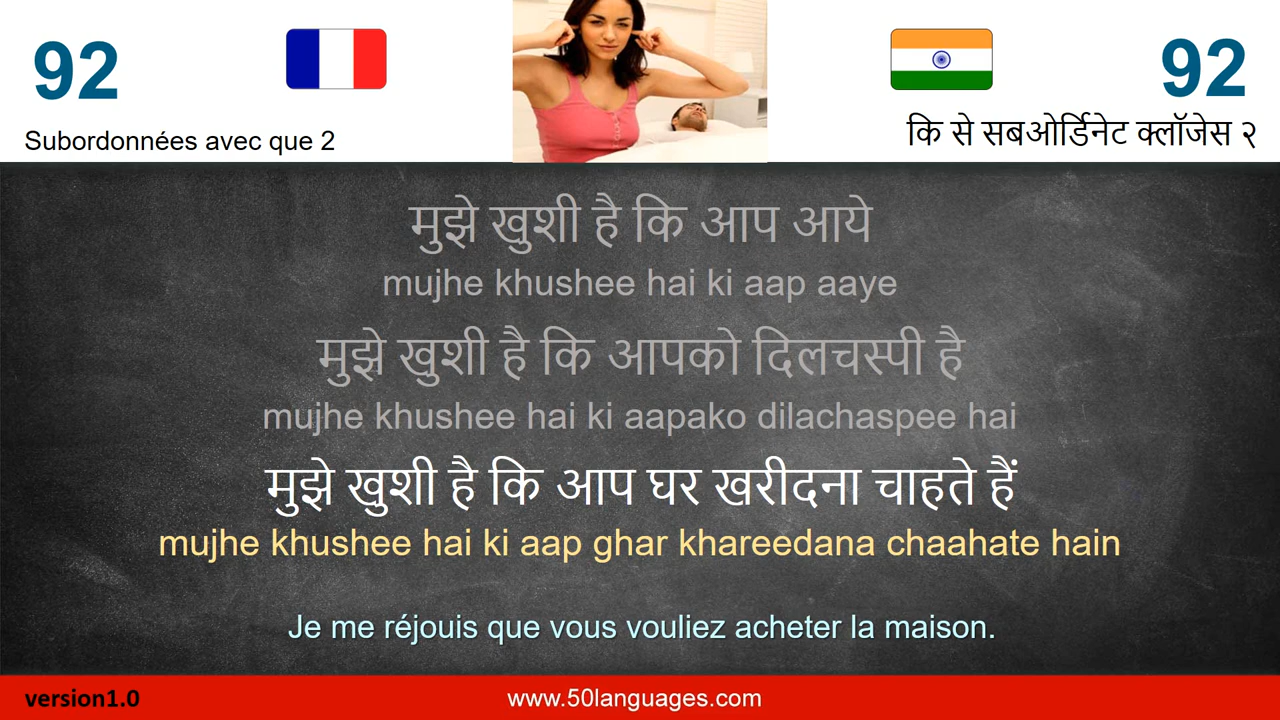 92
92
Subordonnées avec que 2
कि से सबओर्डिनेट क्लॉजेस २
मुझे खुशी है कि आप आये
mujhe khushee hai ki aap aaye
मुझे खुशी है कि आपको दिलचस्पी है
mujhe khushee hai ki aapako dilachaspee hai
मुझे खुशी है कि आप घर खरीदना चाहते हैं
mujhe khushee hai ki aap ghar khareedana chaahate hain
Je me réjouis que vous vouliez acheter la maison.
version1.0
www.50languages.com